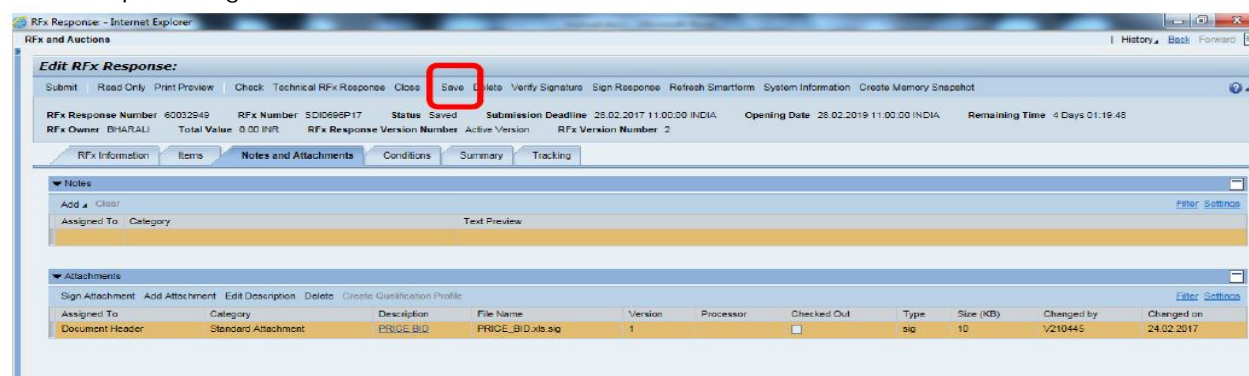 RFx Response: - Internet Explorer
RFx and Auctions | History Back Forward
Edit RFx Response:
Submit Read Only Print Preview Check Technical RFx Response Close Save Delete Verify Signature Sign Response Refresh Smartform System Information Create Memory Snapshot
RFx Response Number 60032949 RFx Number SDI0696P17 Status Saved Submission Deadline 28.02.2017 11:00:00 INDIA Opening Date 28.02.2019 11:00:00 INDIA Remaining Time 4 Days 01:19:48
RFx Owner BHARALI Total Value 0.00 INR RFx Response Version Number Active Version RFx Version Number 2
RFx Information Items Notes and Attachments Conditions Summary Tracking
Notes
Add Clear Filter Settings
Assigned To Category Text Preview
Attachments
Sign Attachment Add Attachment Edit Description Delete Create Qualification Profile Filter Settings
Assigned To Category Description File Name Version Processor Checked Out Type Size (KB) Changed by Changed on
Document Header Standard Attachment PRICE BID PRICE_BID.xls.sig 1 sig 10 V210445 24.02.2017